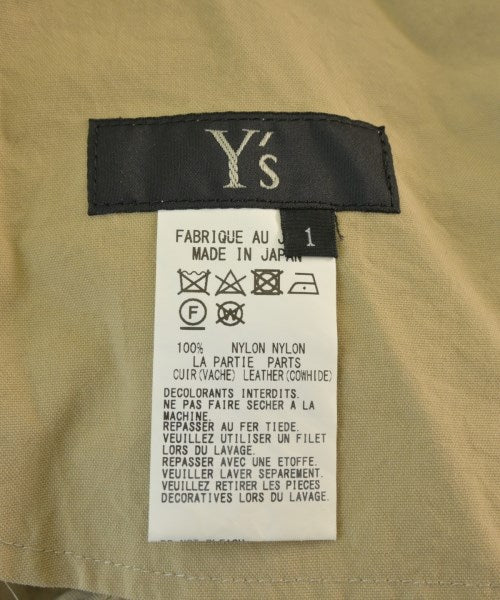 Y's
1
FABRIQUE AU J
MADE IN JAPAN
F
W
100% NYLON NYLON
LA PARTIE PARTS
CUIR(VACHE) LEATHER(COWHIDE)
DECOLORANTS INTERDITS.
NE PAS FAIRE SECHER A LA
MACHINE.
REPASSER AU FER TIEDE.
VEUILLEZ UTILISER UN FILET
LORS DU LAVAGE.
REPASSER AVEC UNE ETOFFE.
VEUILLER LAVER SEPAREMENT.
VEUILLEZ RETIRER LES PIECES
DECORATIVES LORS DU LAVAGE.